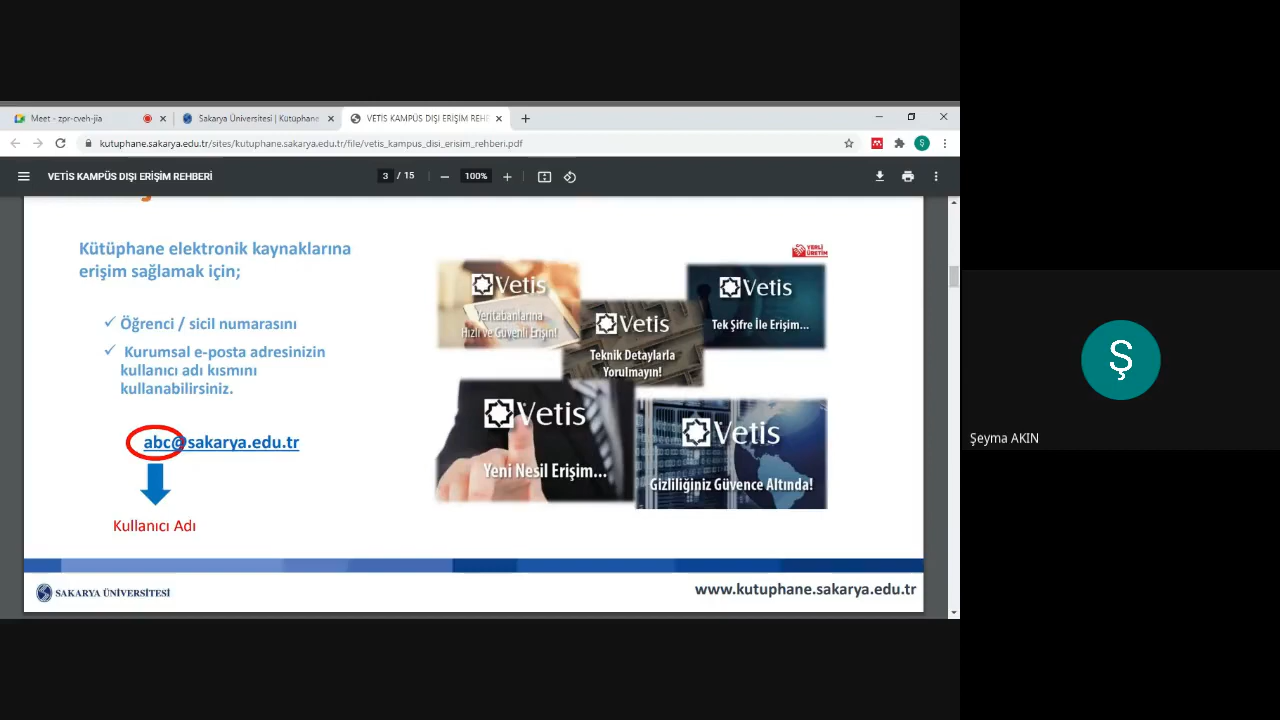 Meet - zpr-cveh-jia
Sakarya Üniversitesi | Kütüphane
VETİS KAMPÜS DIŞI ERİŞİM REHB
kutuphane.sakarya.edu.tr/sites/kutuphane.sakarya.edu.tr/file/vetis_kampus_disi_erisim_rehberi.pdf
Ş
VETİS KAMPÜS DIŞI ERİŞİM REHBERİ
3 / 15
100%
Kütüphane elektronik kaynaklarına
erişim sağlamak için;
Öğrenci / sicil numarasını
Kurumsal e-posta adresinizin
kullanıcı adı kısmını
kullanabilirsiniz.
abc@sakarya.edu.tr
Kullanıcı Adı
YERLİ
ÜRETİM
Vetis
Veritabanlarına
Hızlı ve Güvenli Erişin!
Vetis
Teknik Detaylarla
Yorulmayın!
Vetis
Tek Şifre İle Erişim...
Vetis
Yeni Nesil Erişim...
Vetis
Gizliliğiniz Güvence Altında!
SAKARYA ÜNİVERSİTESİ
www.kutuphane.sakarya.edu.tr
Ş
Şeyma AKIN